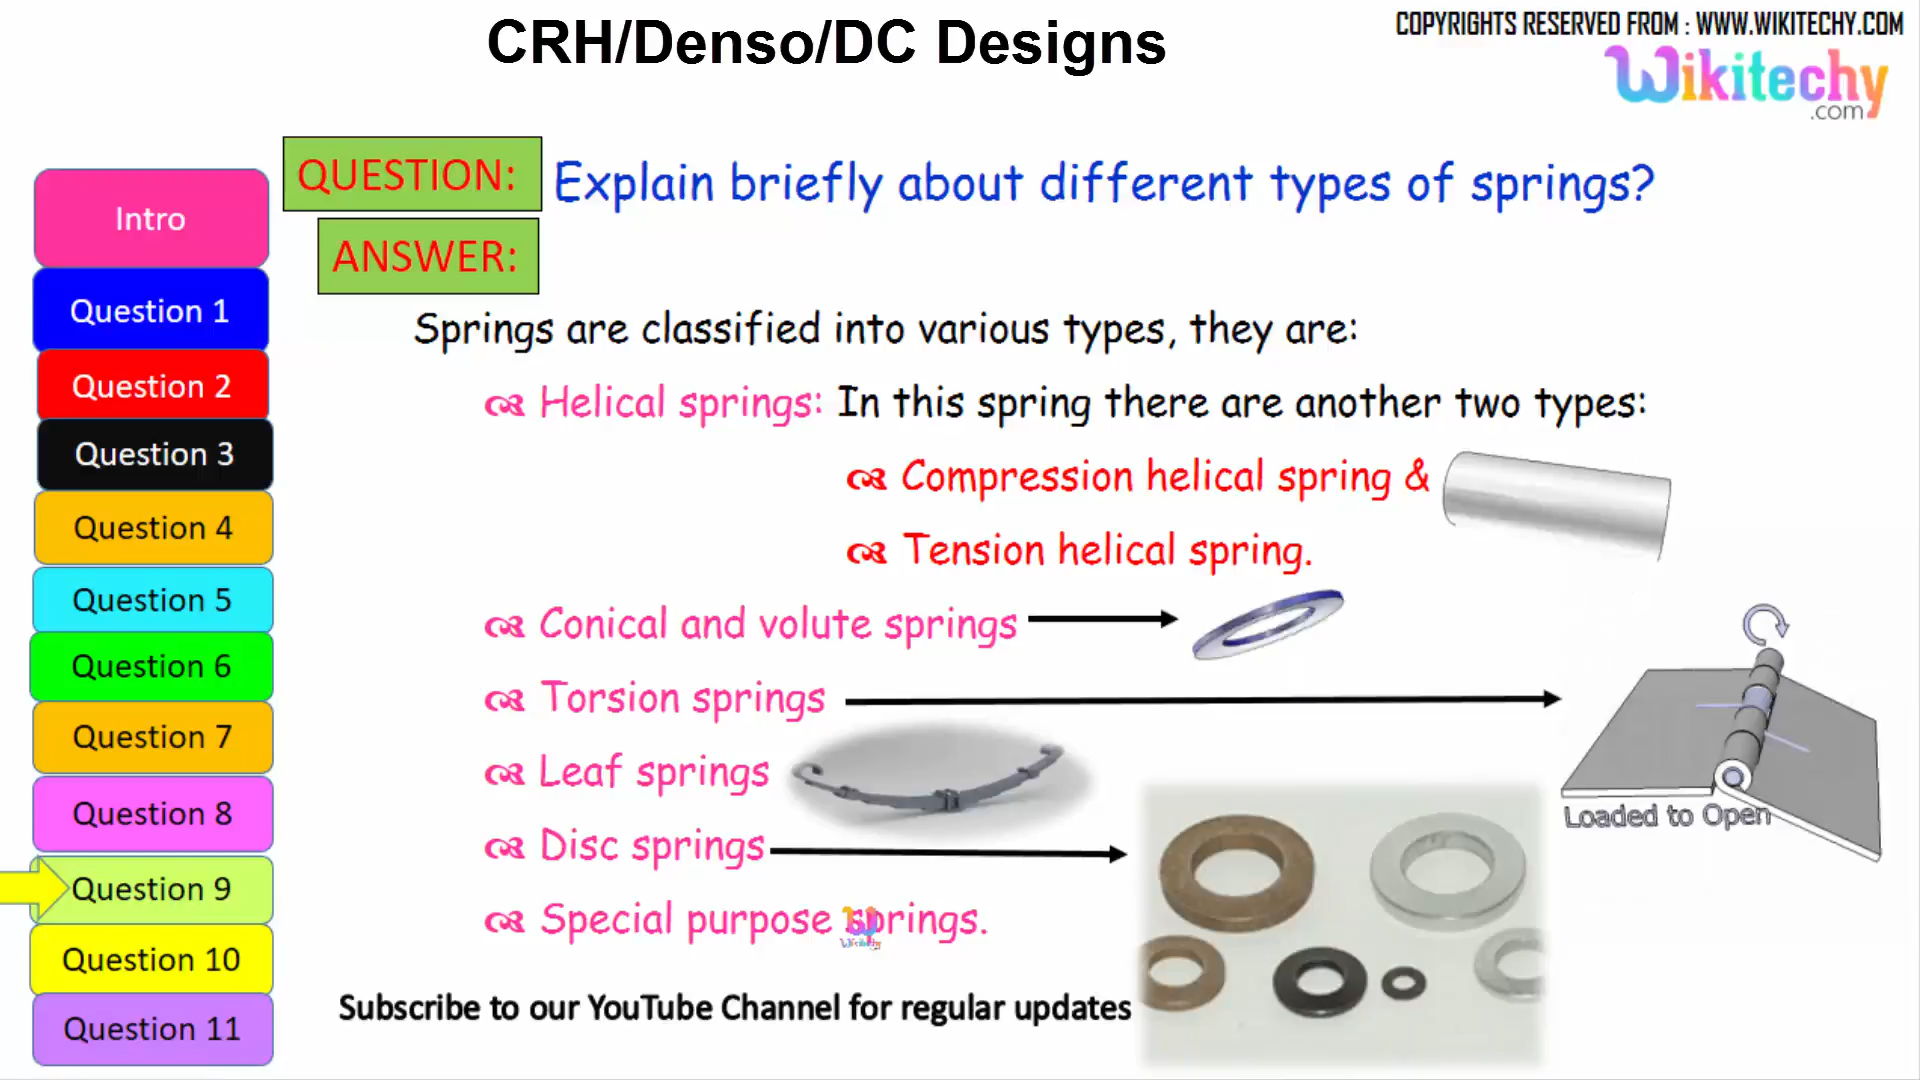 CRH/Denso/DC Designs
COPYRIGHTS RESERVED FROM : WWW.WIKITECHY.COM
Wikitechy
.com
QUESTION: Explain briefly about different types of springs?
ANSWER:
Springs are classified into various types, they are:
Helical springs: In this spring there are another two types:
Compression helical spring &
Tension helical spring.
Conical and volute springs
Torsion springs
Leaf springs
Disc springs
Special purpose springs.
Wikitechy
Loaded to Open
Subscribe to our YouTube Channel for regular updates
Intro
Question 1
Question 2
Question 3
Question 4
Question 5
Question 6
Question 7
Question 8
Question 9
Question 10
Question 11